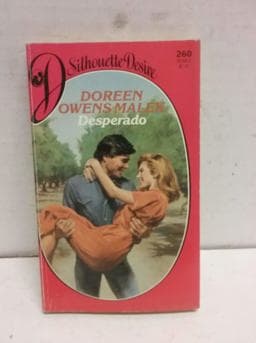 Silhouette Desire
260
D
DOREEN
OWENS MALEK
Desperado